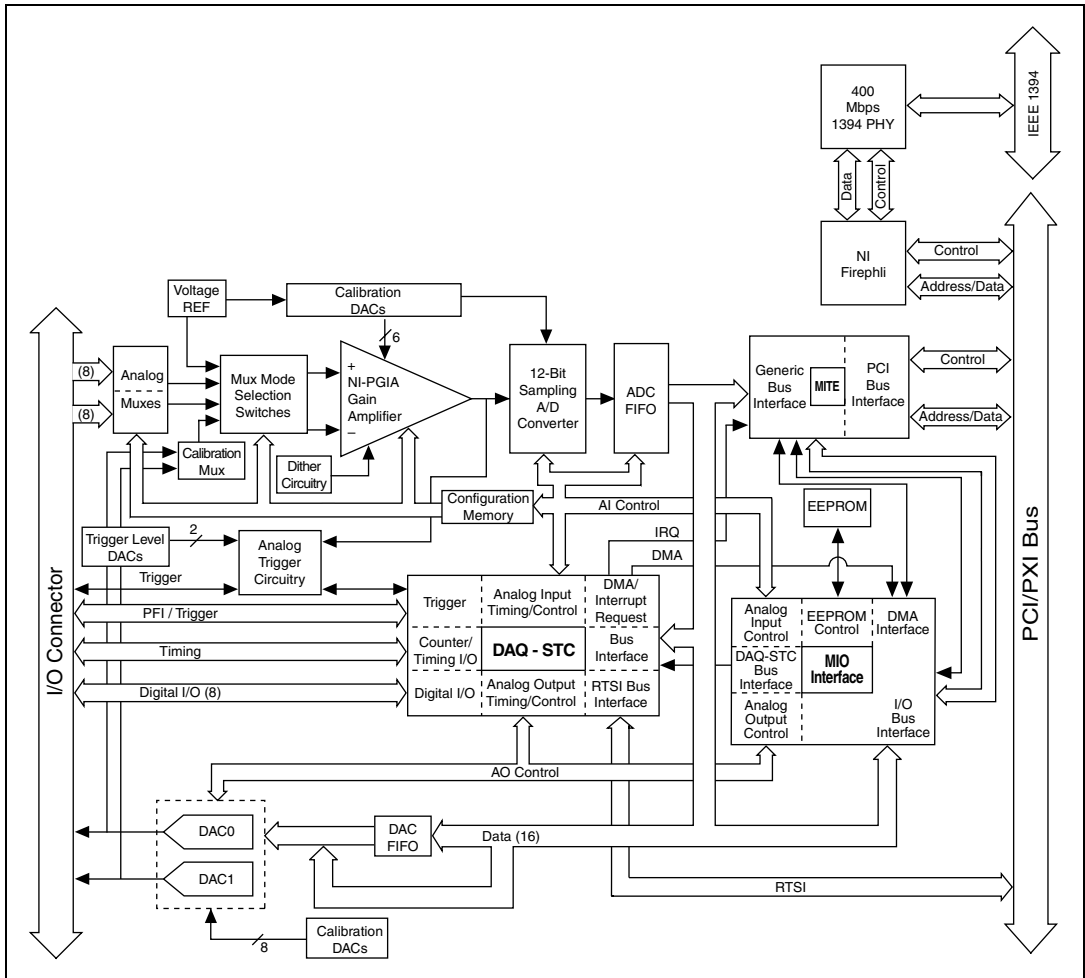 400
Mbps
1394 PHY
IEEE 1394
Data
Control
NI
Firephli
Control
Address/Data
Voltage
REF
Calibration
DACs
6
(8)
(8)
Analog
Muxes
Mux Mode
Selection
Switches
+
NI-PGIA
Gain
Amplifier
–
12-Bit
Sampling
A/D
Converter
ADC
FIFO
Generic
Bus
Interface
MITE
PCI
Bus
Interface
Control
Address/Data
Calibration
Mux
Dither
Circuitry
Configuration
Memory
AI Control
EEPROM
IRQ
DMA
Trigger Level
DACs
2
Analog
Trigger
Circuitry
Trigger
PFI / Trigger
Timing
Digital I/O (8)
I/O Connector
PCI/PXI Bus
Trigger
Analog Input
Timing/Control
DMA/
Interrupt
Request
Counter/
Timing I/O
DAQ - STC
Bus
Interface
Digital I/O
Analog Output
Timing/Control
RTSI Bus
Interface
Analog
Input
Control
EEPROM
Control
DMA
Interface
DAQ-STC
Bus
Interface
MIO
Interface
Analog
Output
Control
I/O
Bus
Interface
AO Control
DAC0
DAC1
DAC
FIFO
Data (16)
RTSI
8
Calibration
DACs